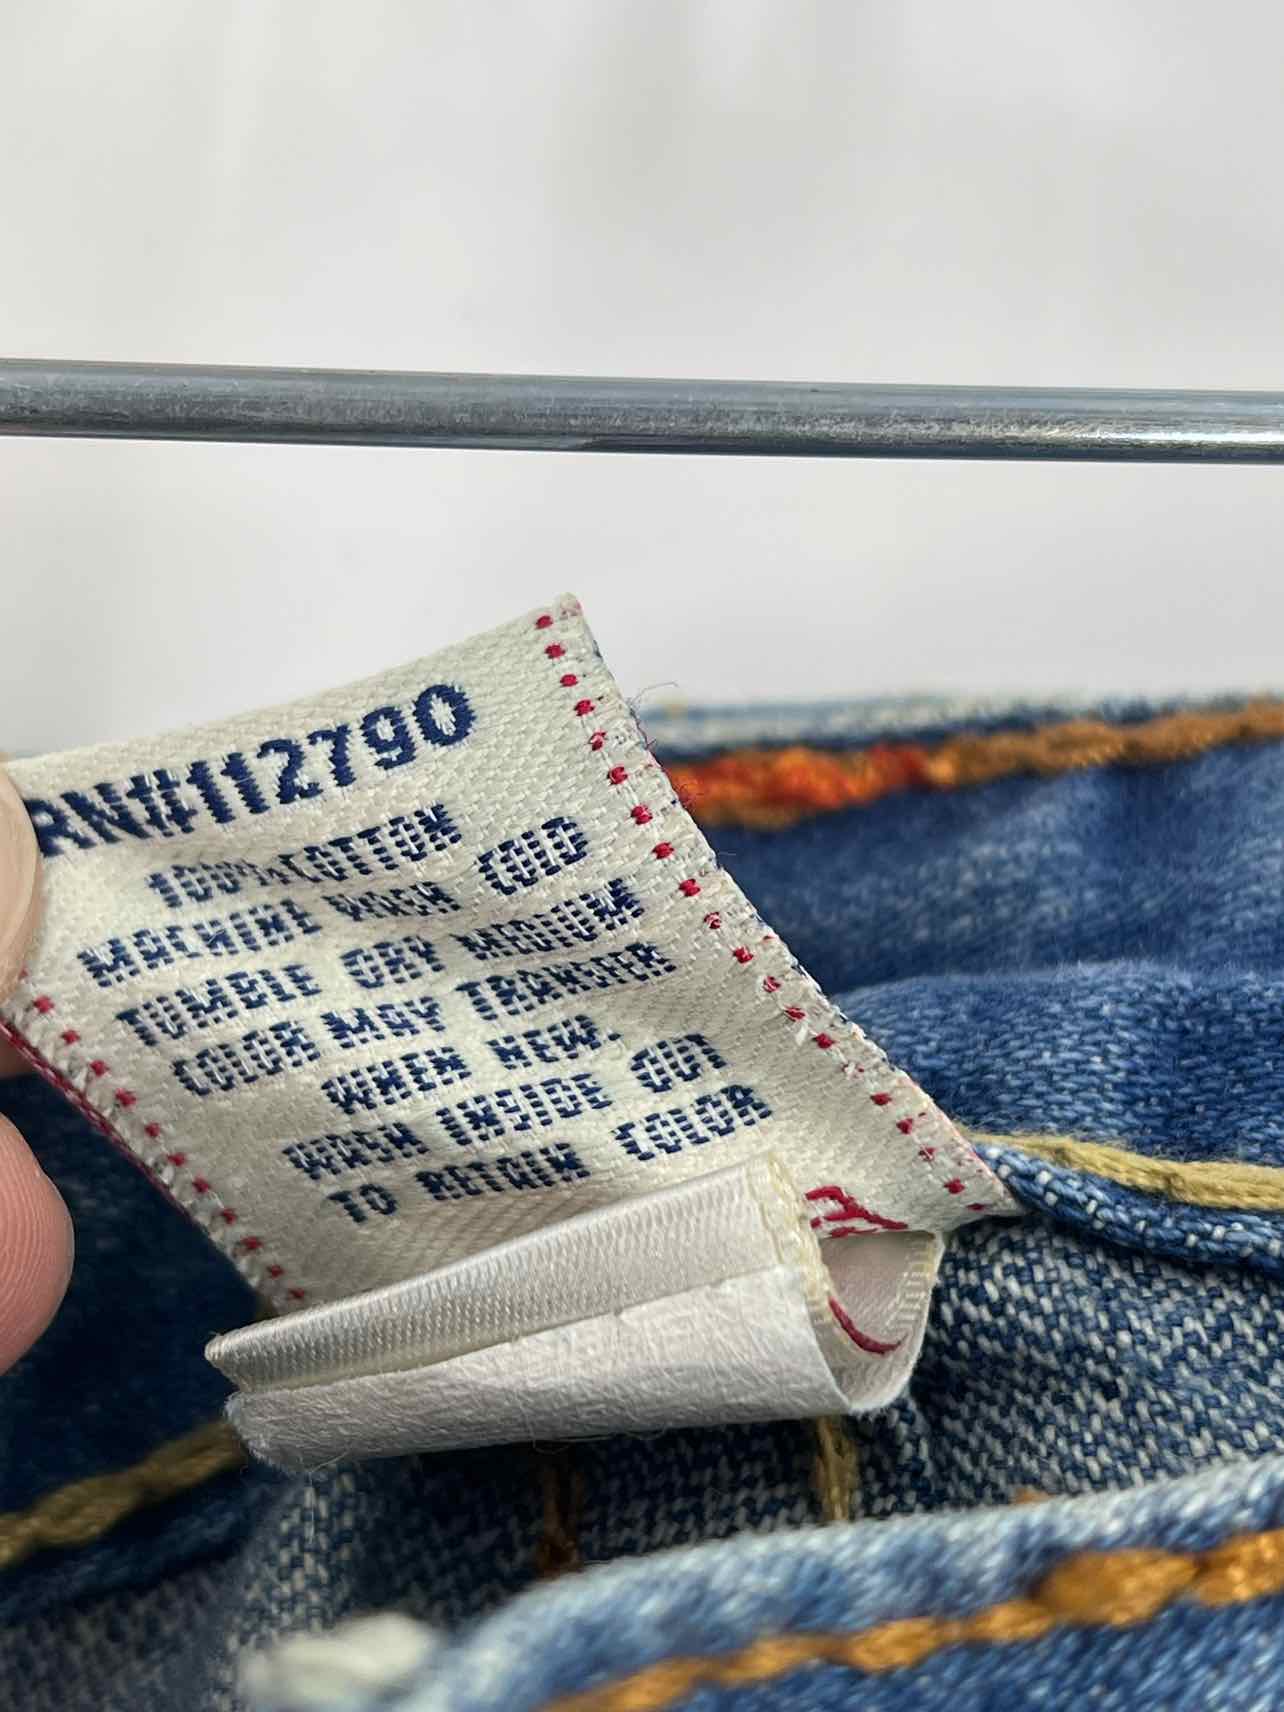 RN#112790
100% COTTON
MACHINE WASH COLD
TUMBLE DRY MEDIUM
COLOR MAY TRANSFER
WHEN NEW.
WASH INSIDE OUT
TO RETAIN COLOR